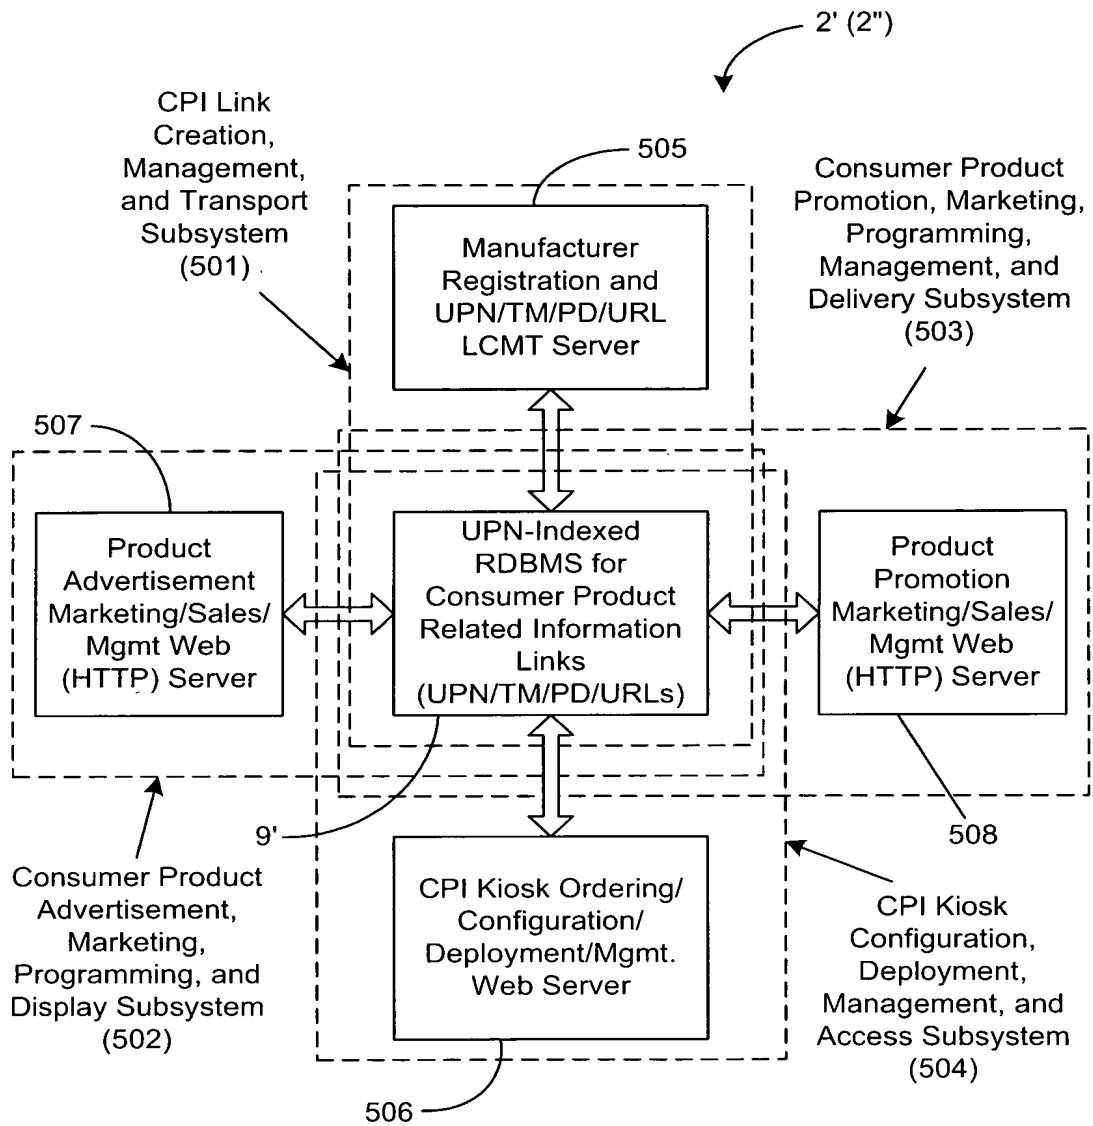 2' (2")
CPI Link
Creation,
Management,
and Transport
Subsystem
(501)
505
Consumer Product
Promotion, Marketing,
Programming,
Management, and
Delivery Subsystem
(503)
Manufacturer
Registration and
UPN/TM/PD/URL
LCMT Server
507
Product
Advertisement
Marketing/Sales/
Mgmt Web
(HTTP) Server
UPN-Indexed
RDBMS for
Consumer Product
Related Information
Links
(UPN/TM/PD/URLs)
Product
Promotion
Marketing/Sales/
Mgmt Web
(HTTP) Server
9'
508
Consumer Product
Advertisement,
Marketing,
Programming, and
Display Subsystem
(502)
CPI Kiosk Ordering/
Configuration/
Deployment/Mgmt.
Web Server
CPI Kiosk
Configuration,
Deployment,
Management, and
Access Subsystem
(504)
506